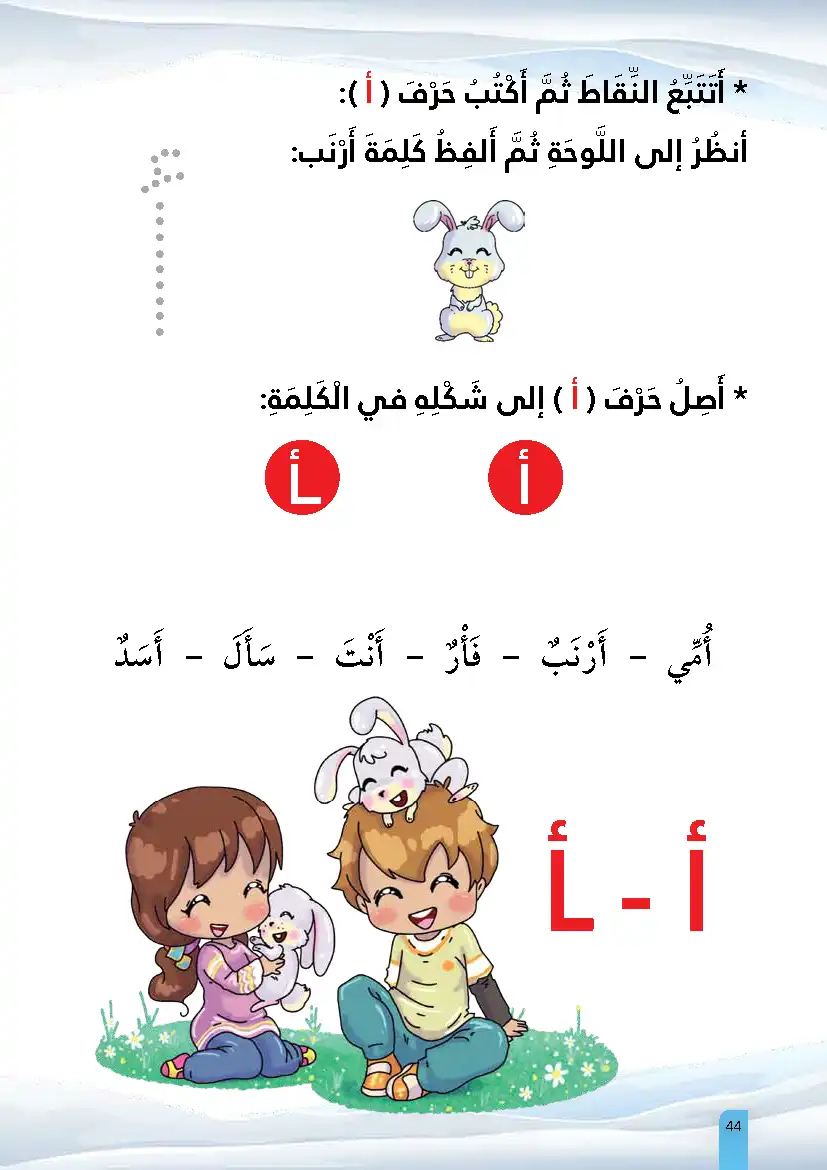 * أَتَتَبِّعُ النِّقَاطَ ثُمَّ أَكْتُبُ حَرْفَ ( أ ):
أنظُرُ إلى اللَّوحَةِ ثُمَّ أَلفِظُ كَلِمَةَ أَرْنَب:
* أَصِلُ حَرْفَ ( أ ) إلى شَكْلِهِ في الْكَلِمَةِ:
أ ـأ
أُمِّي – أَرْنَبٌ – فَأْرٌ – أَنْتَ – سَأَلَ – أَسَدٌ
أ - ـأ
44